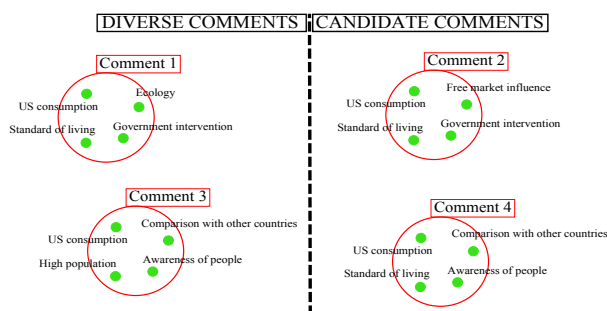 DIVERSE COMMENTS
CANDIDATE COMMENTS
Comment 1
Ecology
US consumption
Standard of living
Government intervention
Comment 2
Free market influence
US consumption
Standard of living
Government intervention
Comment 3
Comparison with other countries
US consumption
High population
Awareness of people
Comment 4
Comparison with other countries
US consumption
Standard of living
Awareness of people